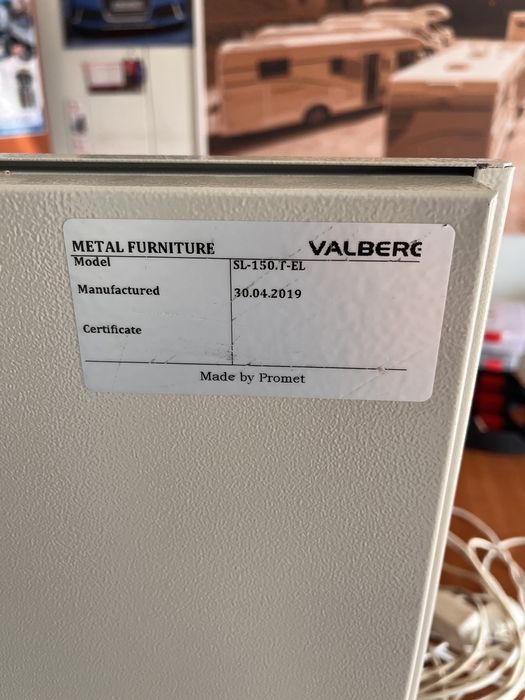 METAL FURNITURE VALBERG
Model SL-150.T-EL
Manufactured 30.04.2019
Certificate
Made by Promet